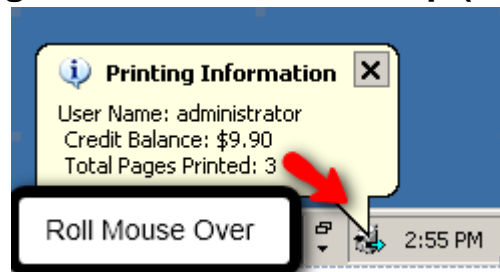 Printing Information
User Name: administrator
Credit Balance: $9.90
Total Pages Printed: 3
Roll Mouse Over
2:55 PM